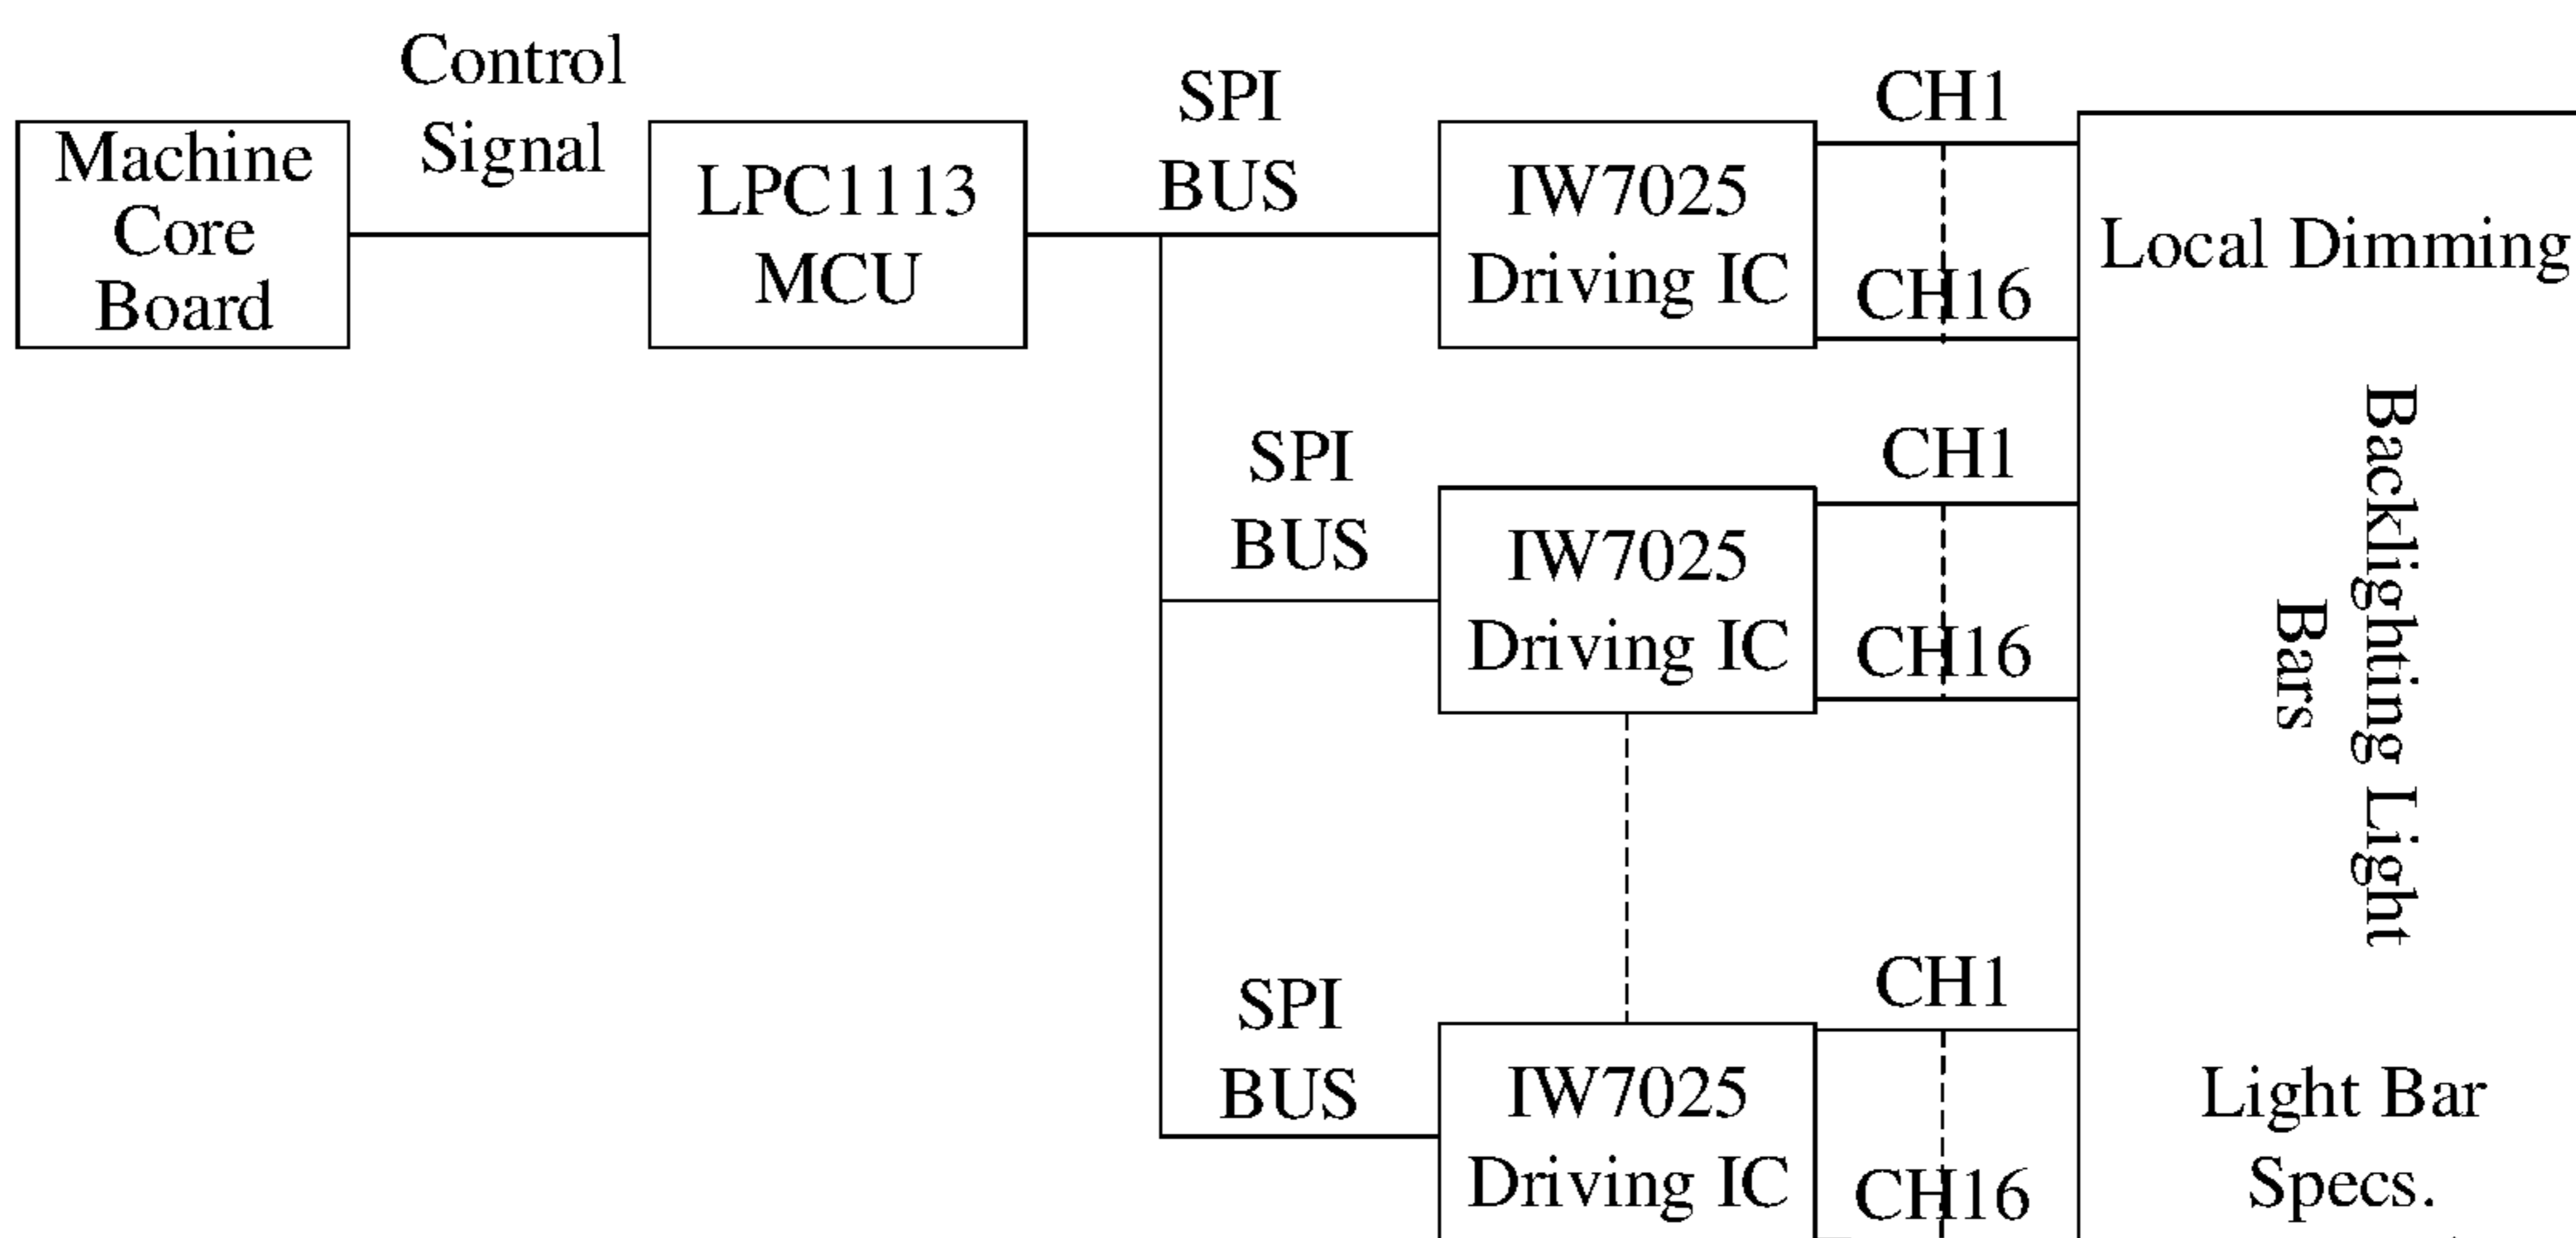 Control
Signal
Machine
Core
Board
LPC1113
MCU
SPI
BUS
IW7025
Driving IC
CH1
CH16
Local Dimming
Backlighting Light
Bars
SPI
BUS
IW7025
Driving IC
CH1
CH16
SPI
BUS
IW7025
Driving IC
CH1
CH16
Light Bar
Specs.